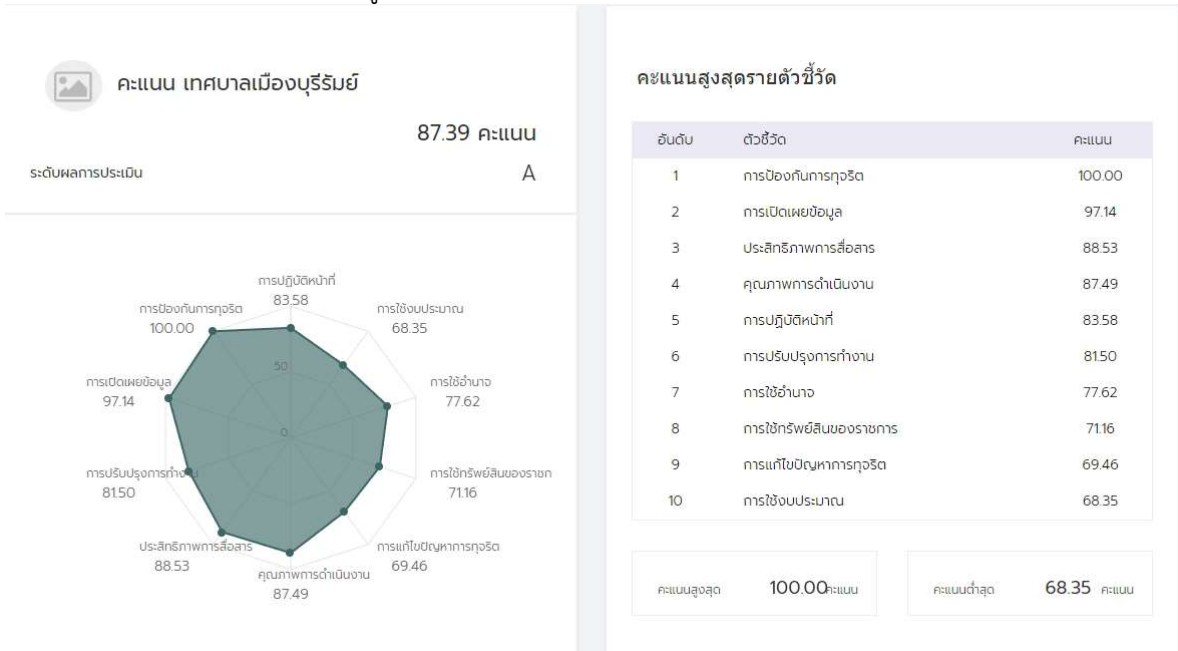 คะแนน เทศบาลเมืองบุรีรัมย์
87.39 คะแนน
ระดับผลการประเมิน A
การปฏิบัติหน้าที่
83.58
การป้องกันการทุจริต
100.00
การใช้งบประมาณ
68.35
50
การเปิดเผยข้อมูล
97.14
การใช้อำนาจ
77.62
0
การปรับปรุงการทำงาน
81.50
การใช้ทรัพย์สินของราชก
71.16
ประสิทธิภาพการสื่อสาร
88.53
การแก้ไขปัญหาการทุจริต
69.46
คุณภาพการดำเนินงาน
87.49
คะแนนสูงสุดรายตัวชี้วัด
อันดับ ตัวชี้วัด คะแนน
1 การป้องกันการทุจริต 100.00
2 การเปิดเผยข้อมูล 97.14
3 ประสิทธิภาพการสื่อสาร 88.53
4 คุณภาพการดำเนินงาน 87.49
5 การปฏิบัติหน้าที่ 83.58
6 การปรับปรุงการทำงาน 81.50
7 การใช้อำนาจ 77.62
8 การใช้ทรัพย์สินของราชการ 71.16
9 การแก้ไขปัญหาการทุจริต 69.46
10 การใช้งบประมาณ 68.35
คะแนนสูงสุด 100.00 คะแนน
คะแนนต่ำสุด 68.35 คะแนน